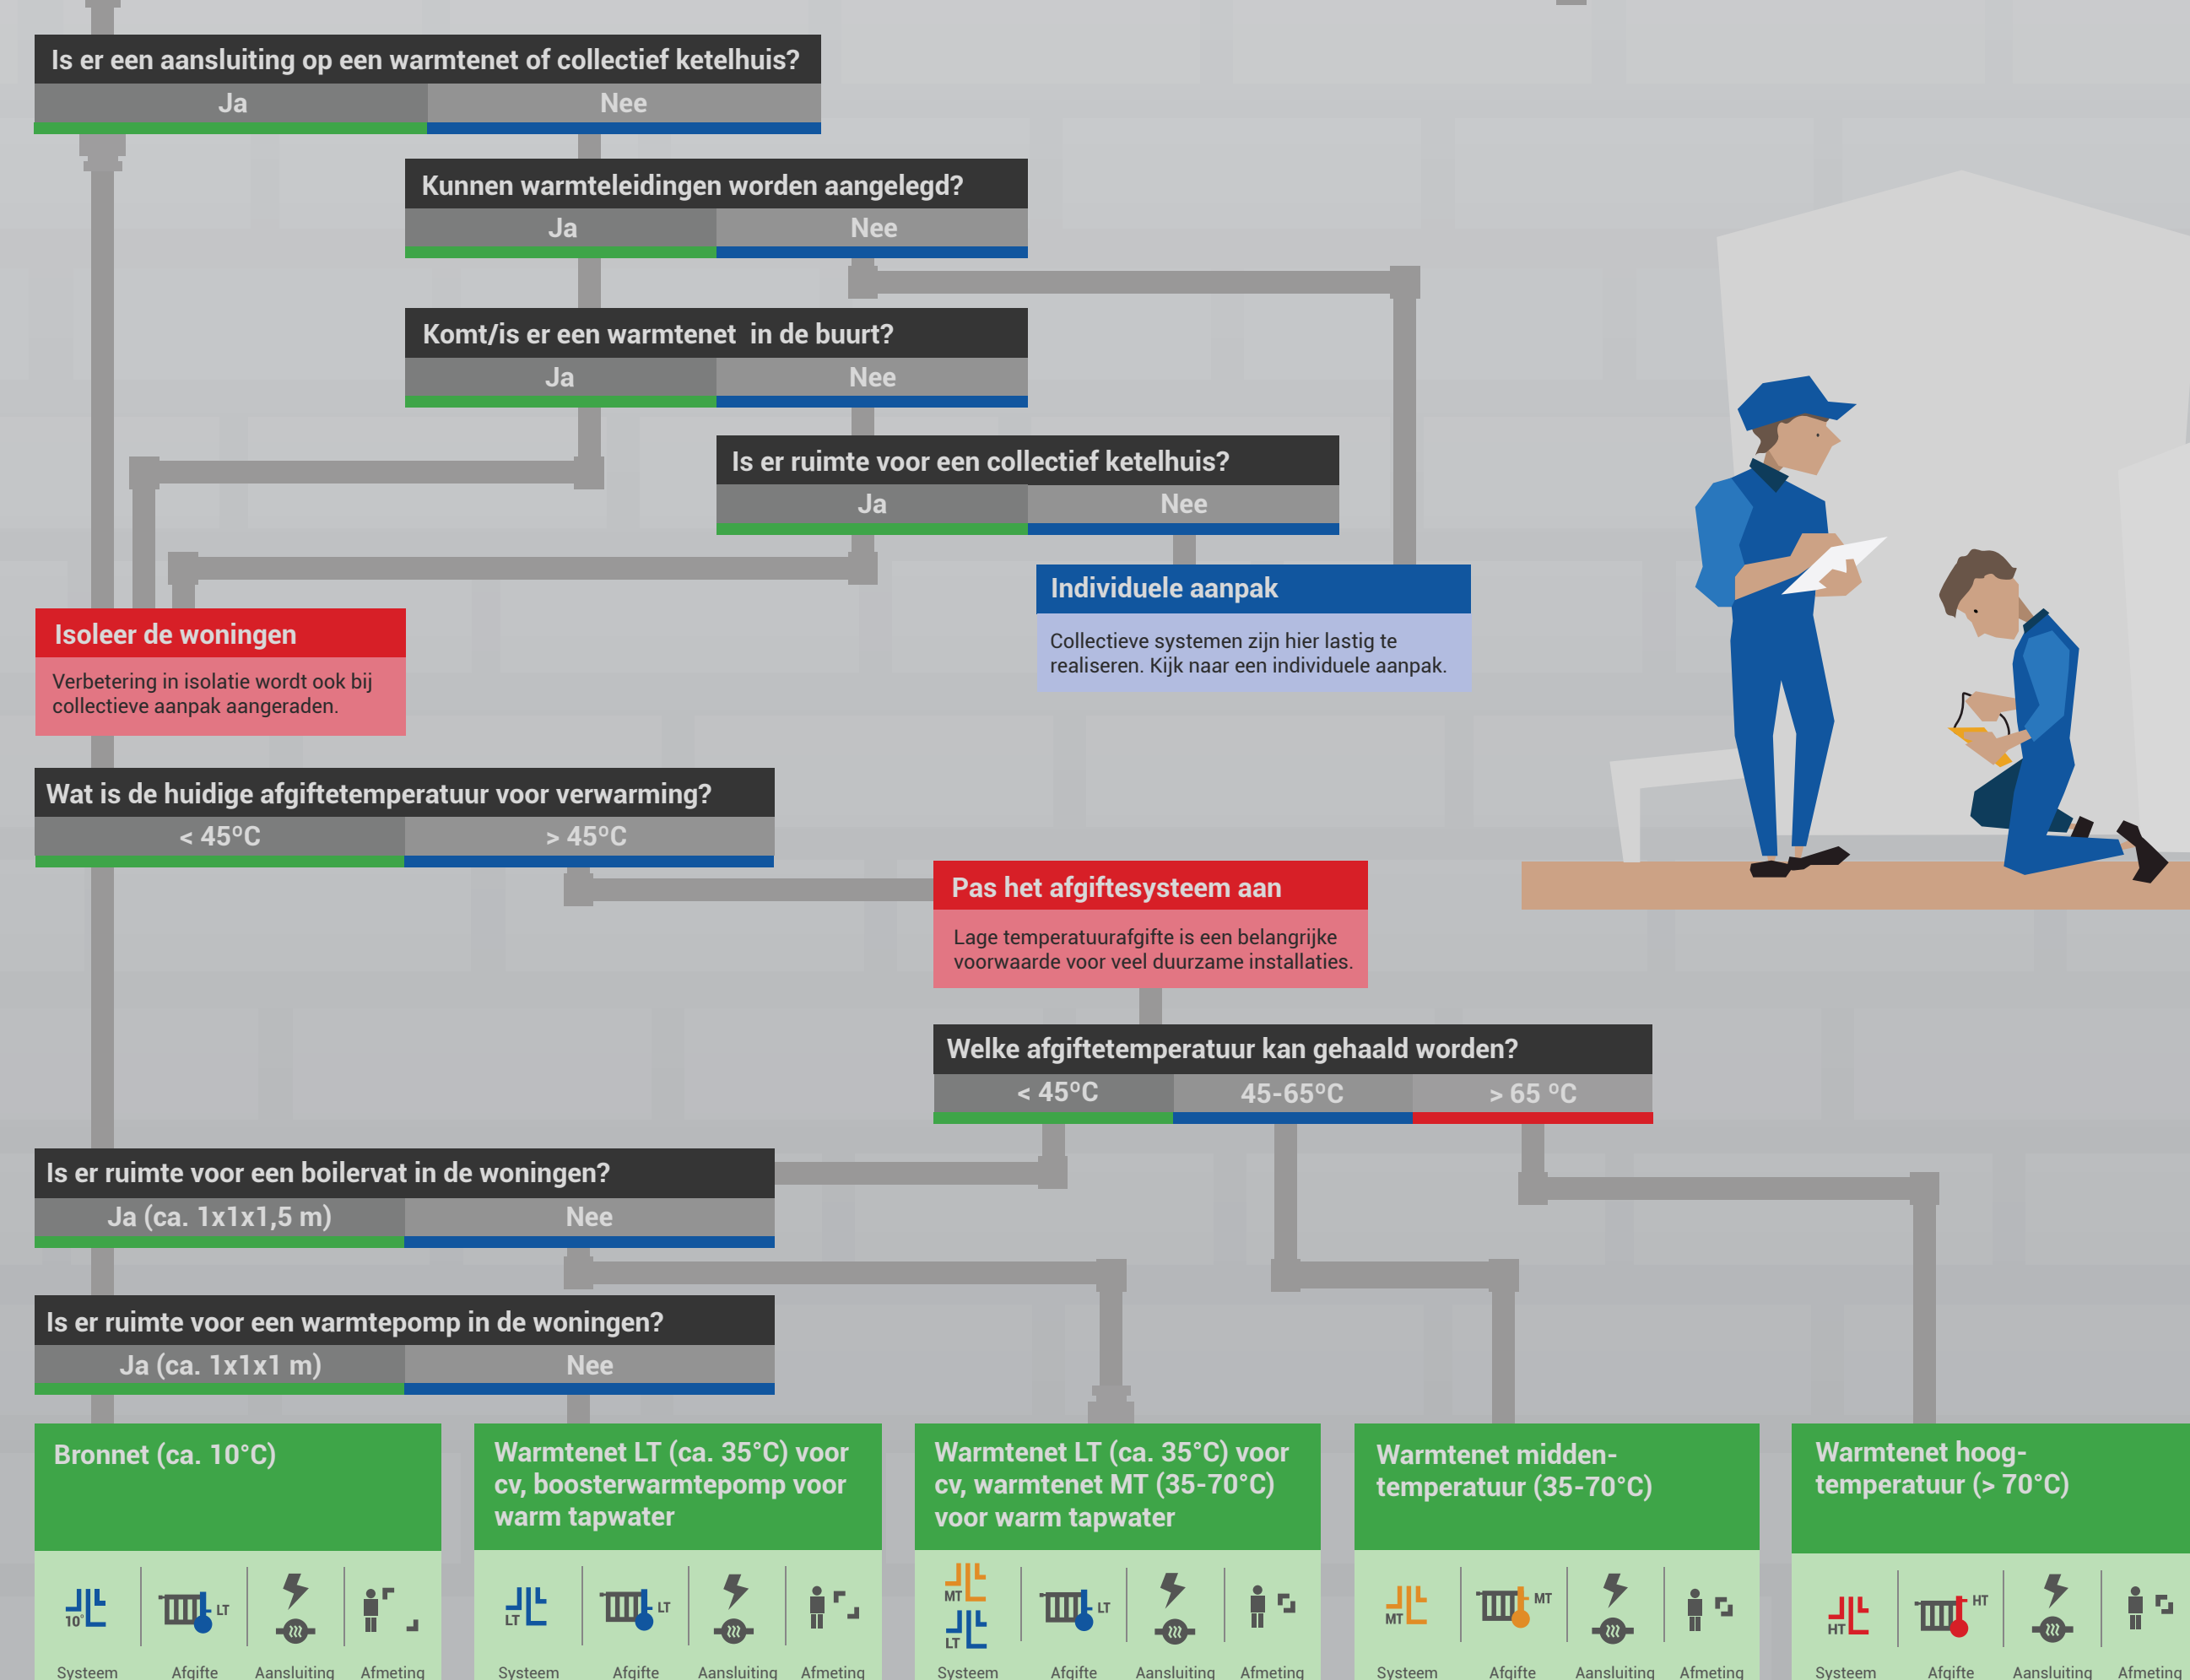 Is er een aansluiting op een warmtenet of collectief ketelhuis?
Ja
Nee
Kunnen warmteleidingen worden aangelegd?
Ja
Nee
Komt/is er een warmtenet in de buurt?
Ja
Nee
Is er ruimte voor een collectief ketelhuis?
Ja
Nee
Individuele aanpak
Collectieve systemen zijn hier lastig te
realiseren. Kijk naar een individuele aanpak.
Isoleer de woningen
Verbetering in isolatie wordt ook bij
collectieve aanpak aangeraden.
Wat is de huidige afgiftetemperatuur voor verwarming?
< 45ºC
> 45ºC
Pas het afgiftesysteem aan
Lage temperatuurafgifte is een belangrijke
voorwaarde voor veel duurzame installaties.
Welke afgiftetemperatuur kan gehaald worden?
< 45ºC
45-65ºC
> 65 ºC
Is er ruimte voor een boilervat in de woningen?
Ja (ca. 1x1x1,5 m)
Nee
Is er ruimte voor een warmtepomp in de woningen?
Ja (ca. 1x1x1 m)
Nee
Bronnet (ca. 10°C)
10°
LT
Systeem
Afgifte
Aansluiting
Afmeting
Warmtenet LT (ca. 35°C) voor
cv, boosterwarmtepomp voor
warm tapwater
LT
LT
Systeem
Afgifte
Aansluiting
Afmeting
Warmtenet LT (ca. 35°C) voor
cv, warmtenet MT (35-70°C)
voor warm tapwater
MT
LT
LT
Systeem
Afgifte
Aansluiting
Afmeting
Warmtenet midden-
temperatuur (35-70°C)
MT
MT
Systeem
Afgifte
Aansluiting
Afmeting
Warmtenet hoog-
temperatuur (> 70°C)
HT
HT
Systeem
Afgifte
Aansluiting
Afmeting